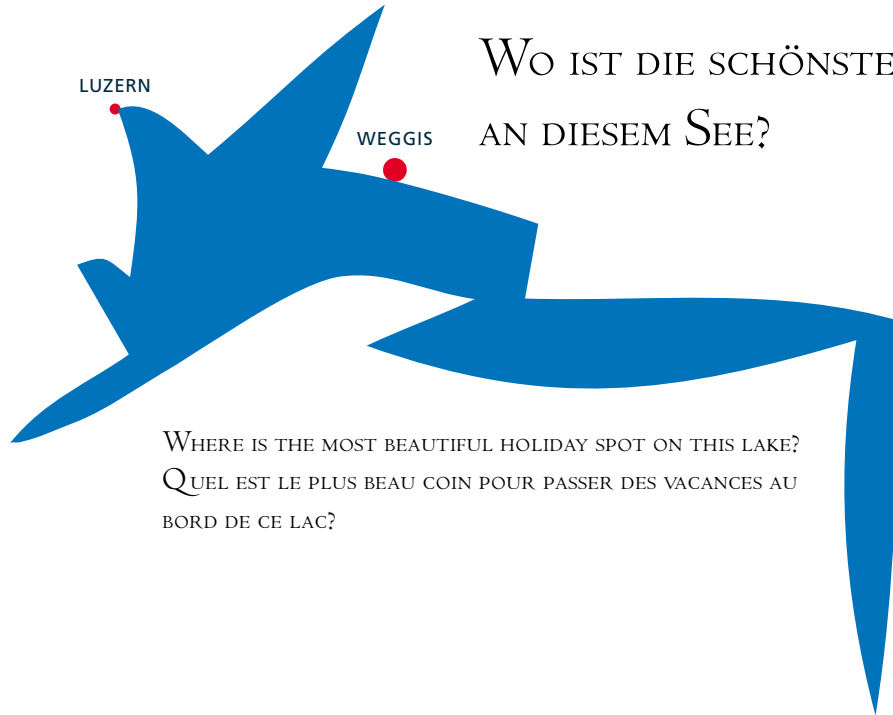 Wo ist die schönste
an diesem See?
LUZERN
WEGGIS
Where is the most beautiful holiday spot on this lake?
Quel est le plus beau coin pour passer des vacances au
bord de ce lac?